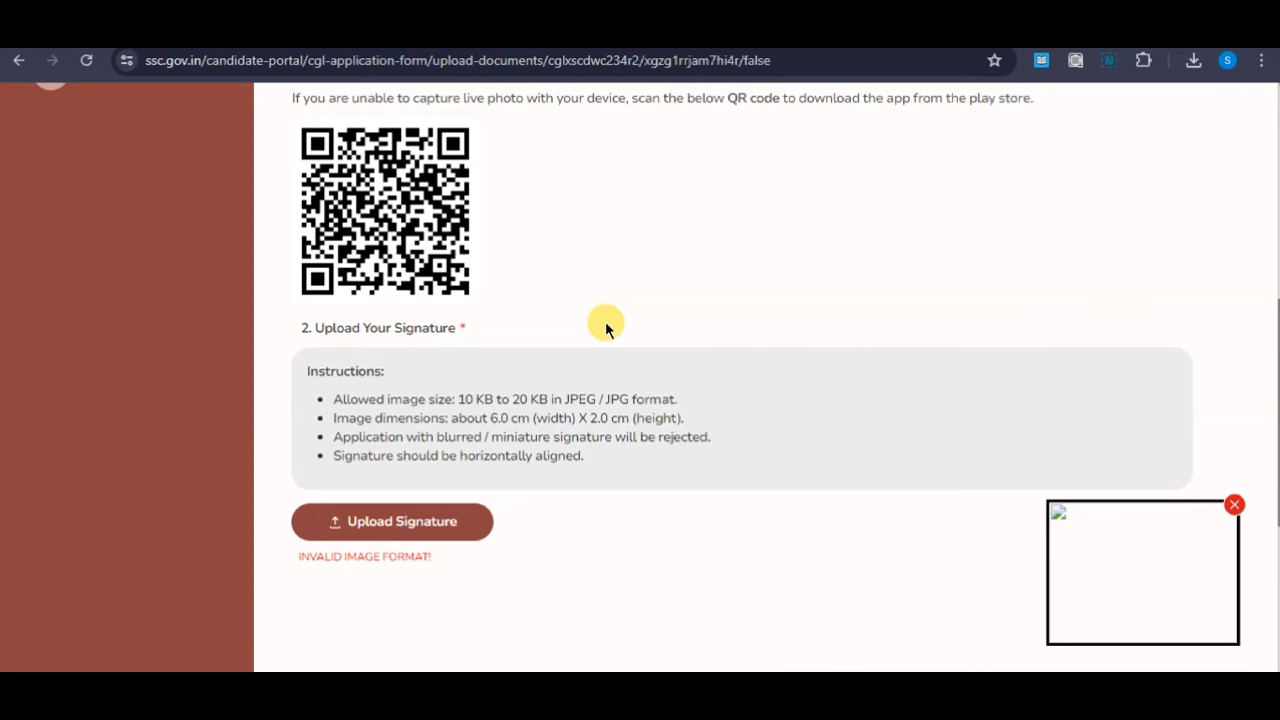 ssc.gov.in/candidate-portal/cgl-application-form/upload-documents/cglxscdwc234r2/xgzg1rrjam7hi4r/false
S
If you are unable to capture live photo with your device, scan the below QR code to download the app from the play store.
2. Upload Your Signature *
Instructions:
Allowed image size: 10 KB to 20 KB in JPEG / JPG format.
Image dimensions: about 6.0 cm (width) X 2.0 cm (height).
Application with blurred / miniature signature will be rejected.
Signature should be horizontally aligned.
Upload Signature
INVALID IMAGE FORMAT!